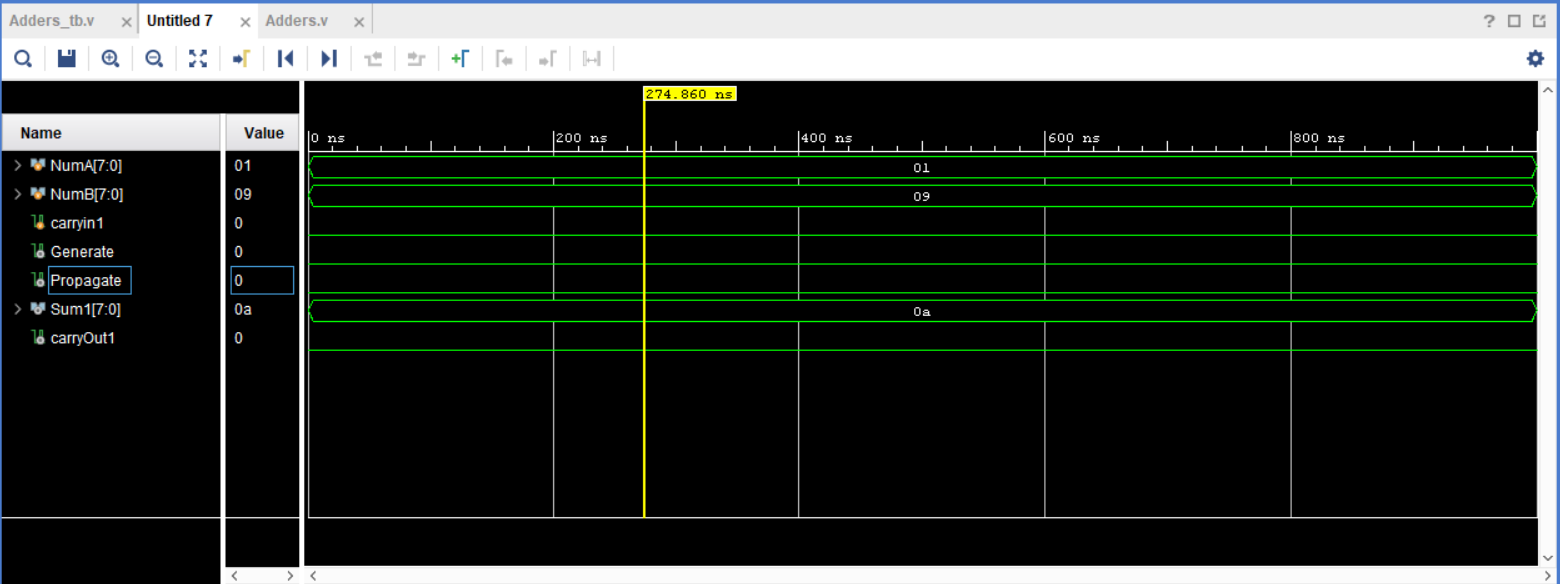 Adders_tb.v × Untitled 7 × Adders.v ×
?
274.860 ns
Name Value 0 ns 200 ns 400 ns 600 ns 800 ns
NumA[7:0] 01 01
NumB[7:0] 09 09
carryin1 0
Generate 0
Propagate 0
Sum1[7:0] 0a 0a
carryOut1 0